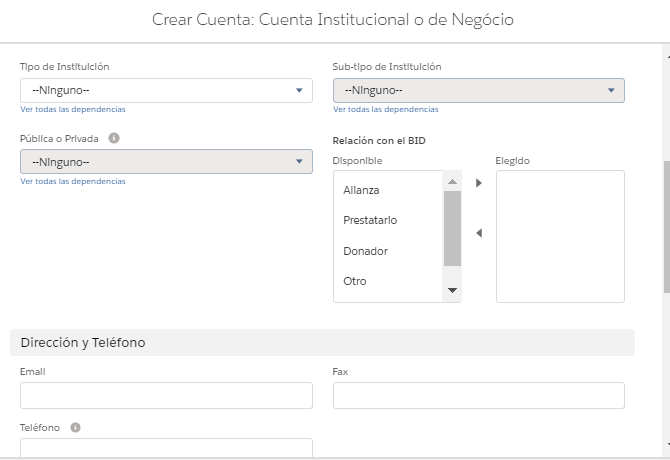 Crear Cuenta: Cuenta Institucional o de Negócio
Tipo de Institución
Sub-tipo de Institución
--Ninguno--
--Ninguno--
Ver todas las dependencias
Ver todas las dependencias
Pública o Privada
Relación con el BID
--Ninguno--
Disponible
Elegido
Ver todas las dependencias
Alianza
Prestatario
Donador
Otro
Dirección y Teléfono
Email
Fax
Teléfono